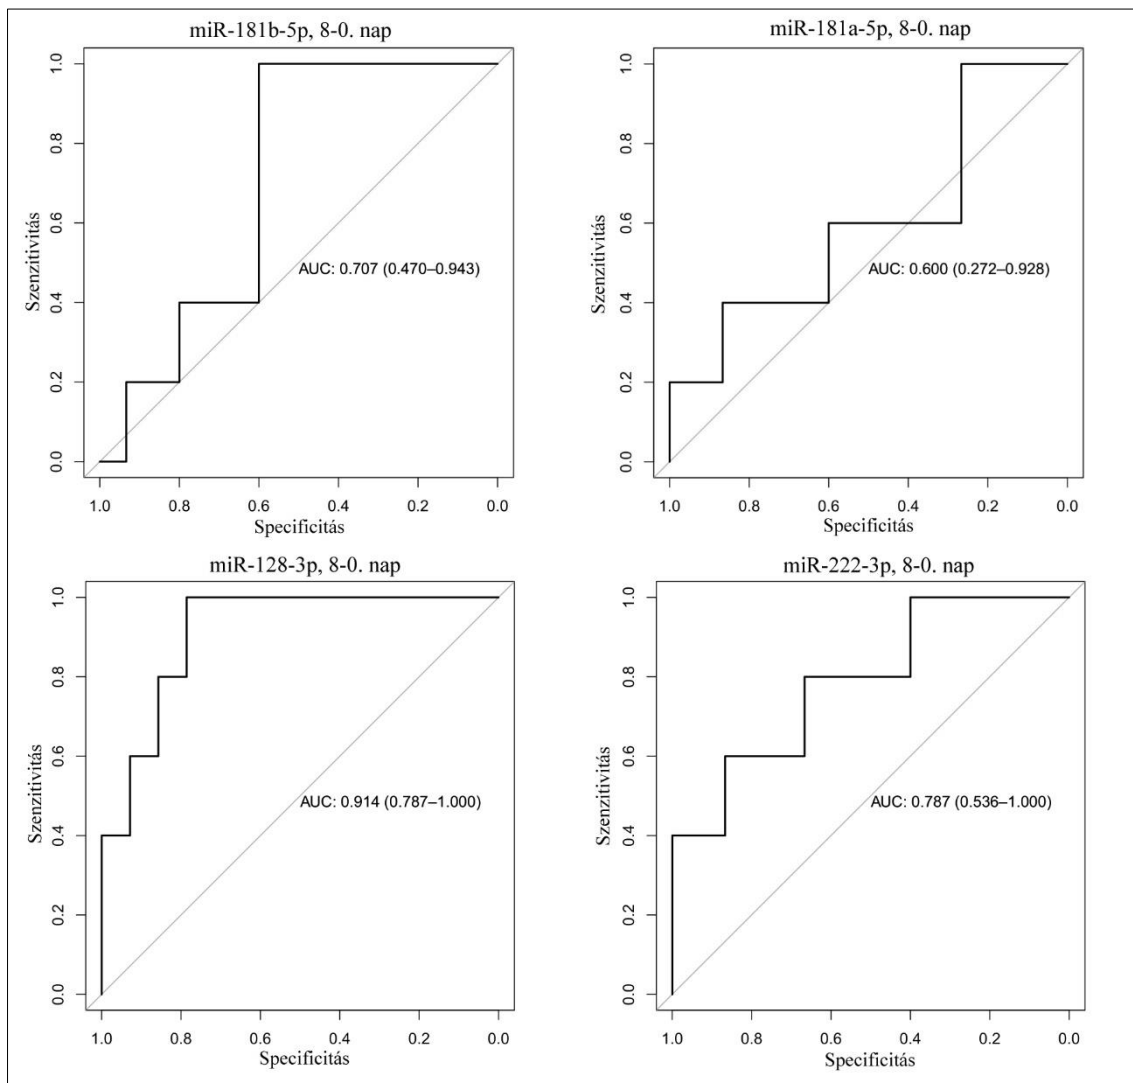 miR-181b-5p, 8-0. nap
Szenzitivitás
1.0
0.8
0.6
0.4
0.2
0.0
AUC: 0.707 (0.470–0.943)
1.0 0.8 0.6 0.4 0.2 0.0
Specificitás
miR-181a-5p, 8-0. nap
Szenzitivitás
1.0
0.8
0.6
0.4
0.2
0.0
AUC: 0.600 (0.272–0.928)
1.0 0.8 0.6 0.4 0.2 0.0
Specificitás
miR-128-3p, 8-0. nap
Szenzitivitás
1.0
0.8
0.6
0.4
0.2
0.0
AUC: 0.914 (0.787–1.000)
1.0 0.8 0.6 0.4 0.2 0.0
Specificitás
miR-222-3p, 8-0. nap
Szenzitivitás
1.0
0.8
0.6
0.4
0.2
0.0
AUC: 0.787 (0.536–1.000)
1.0 0.8 0.6 0.4 0.2 0.0
Specificitás